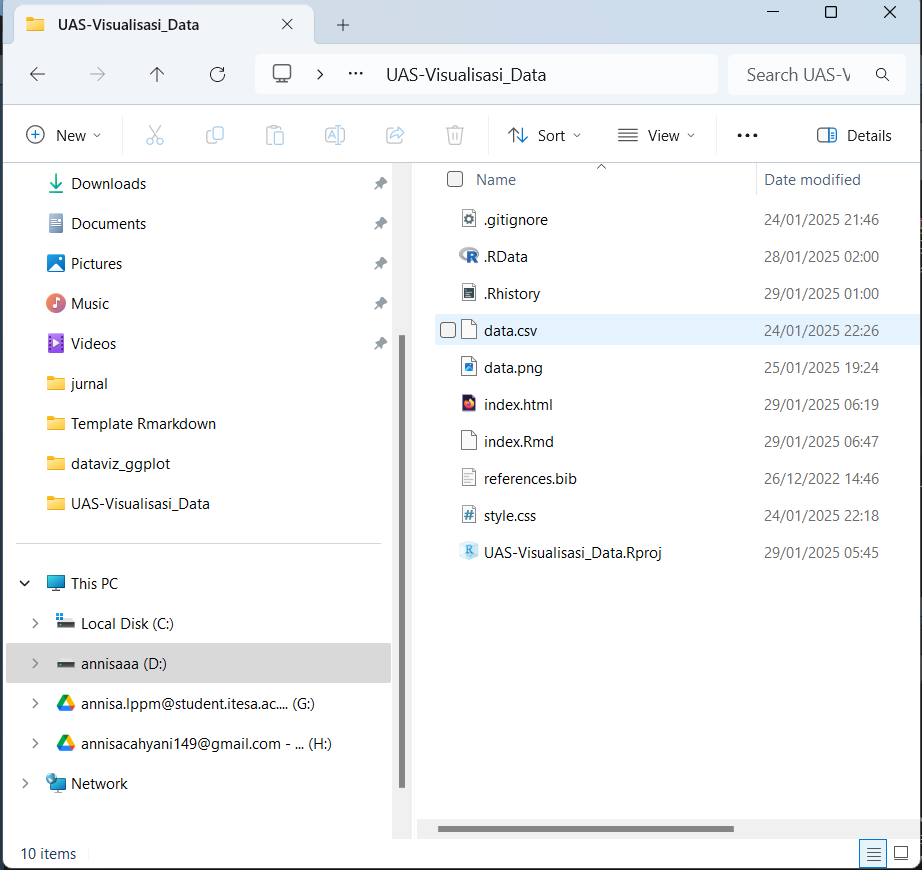 UAS-Visualisasi_Data
UAS-Visualisasi_Data
Search UAS-V
New
Sort
View
Details
Downloads
Documents
Pictures
Music
Videos
jurnal
Template Rmarkdown
dataviz_ggplot
UAS-Visualisasi_Data
This PC
Local Disk (C:)
annisaaa (D:)
annisa.lppm@student.itesa.ac.... (G:)
annisacahyani149@gmail.com - ... (H:)
Network
Name Date modified
.gitignore 24/01/2025 21:46
.RData 28/01/2025 02:00
.Rhistory 29/01/2025 01:00
data.csv 24/01/2025 22:26
data.png 25/01/2025 19:24
index.html 29/01/2025 06:19
index.Rmd 29/01/2025 06:47
references.bib 26/12/2022 14:46
style.css 24/01/2025 22:18
UAS-Visualisasi_Data.Rproj 29/01/2025 05:45
10 items